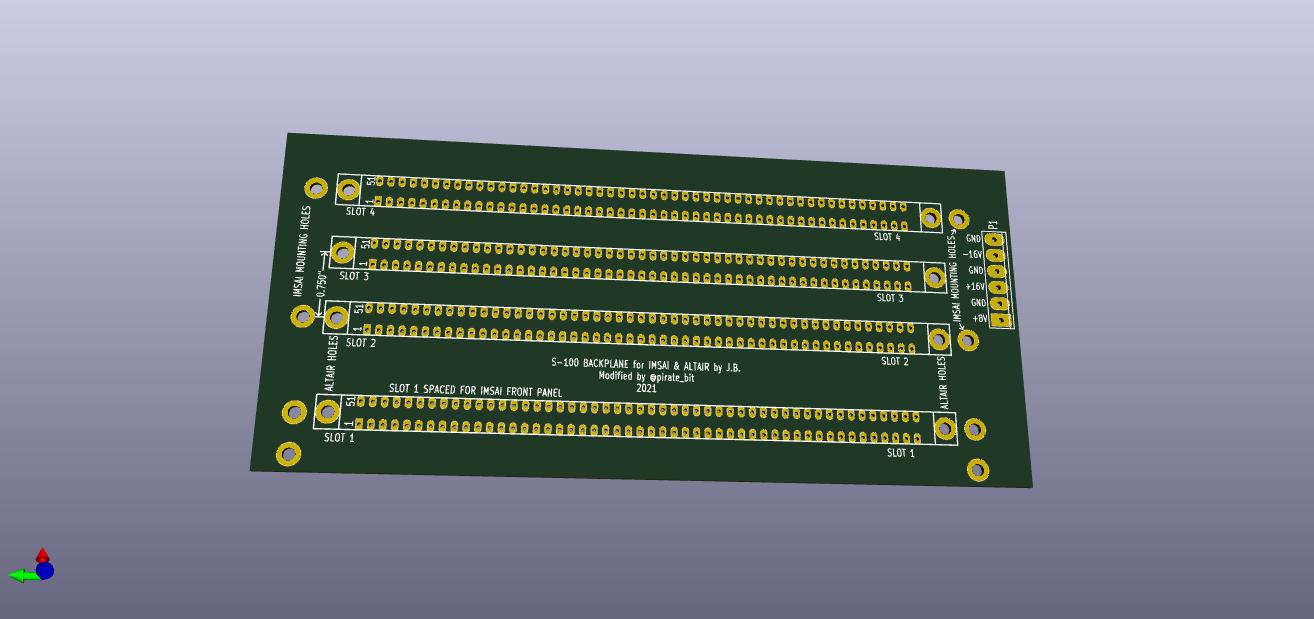 51
1
SLOT 4
SLOT 4
P1
GND
-16V
GND
+16V
GND
+8V
IMSAI MOUNTING HOLES
0.750"
IMSAI MOUNTING HOLES
51
1
SLOT 3
SLOT 3
51
1
SLOT 2
SLOT 2
ALTAIR HOLES
ALTAIR HOLES
S-100 BACKPLANE for IMSAI & ALTAIR by J.B.
Modified by @pirate_bit
2021
SLOT 1 SPACED FOR IMSAI FRONT PANEL
51
1
SLOT 1
SLOT 1